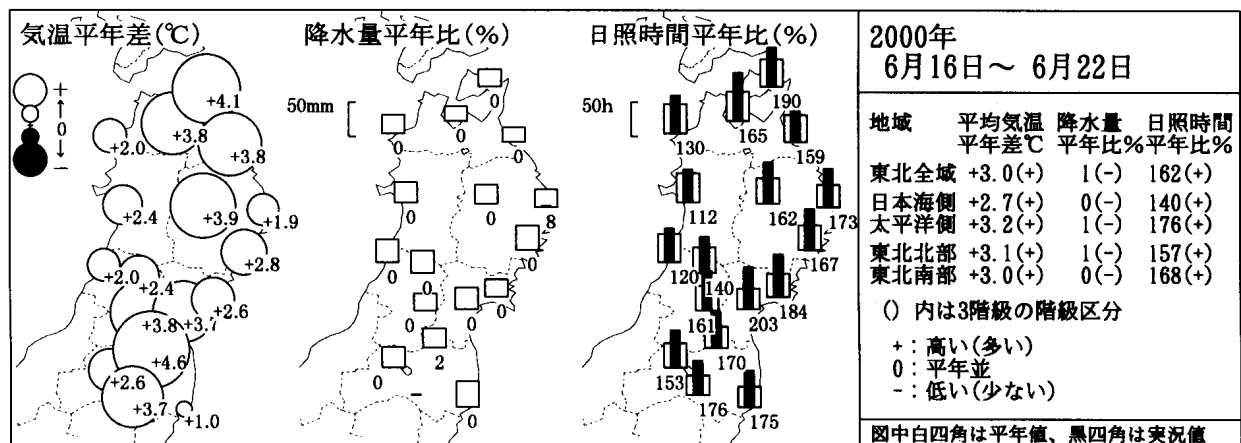 気温平年差(℃)
+
↑
0
↓
−
+4.1
+3.8
+2.0
+3.8
+3.9
+2.4
+1.9
+2.8
+2.0
+2.4
+2.6
+3.8
+3.7
+4.6
+2.6
+3.7
+1.0
降水量平年比(%)
50mm
0
0
0
0
0
0
8
0
0
0
0
0
0
2
0
0
日照時間平年比(%)
50h
190
165
130
159
112
162
173
167
120
140
184
161
203
170
153
176
175
2000年
6月16日～ 6月22日
地域 平均気温 降水量 日照時間
平年差℃ 平年比% 平年比%
東北全域 +3.0(+) 1(-) 162(+)
日本海側 +2.7(+) 0(-) 140(+)
太平洋側 +3.2(+) 1(-) 176(+)
東北北部 +3.1(+) 1(-) 157(+)
東北南部 +3.0(+) 0(-) 168(+)
() 内は3階級の階級区分
+：高い(多い)
0：平年並
-：低い(少ない)
図中白四角は平年値、黒四角は実況値